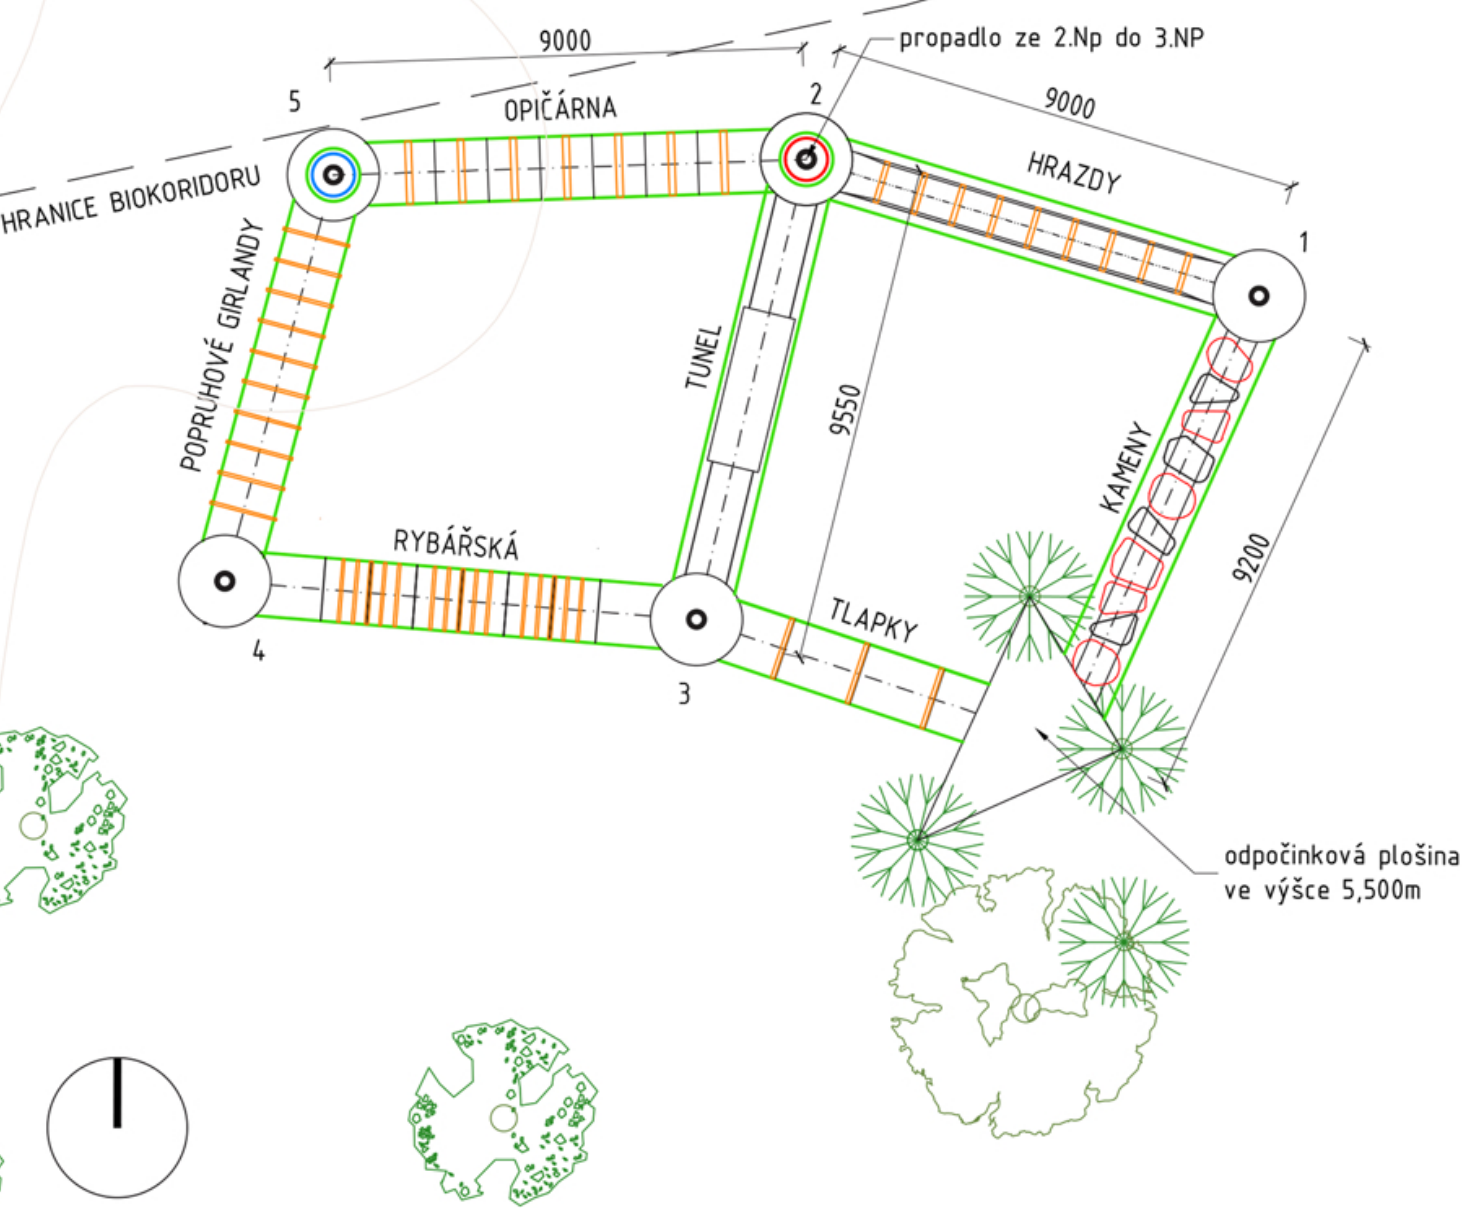 propadlo ze 2.Np do 3.NP
9000
9000
5
2
OPIČÁRNA
HRAZDY
HRANICE BIOKORIDORU
1
POPRUHOVÉ GIRLANDY
TUNEL
9550
KAMENY
9200
RYBÁŘSKÁ
TLAPKY
4
3
odpočinková plošina
ve výšce 5,500m